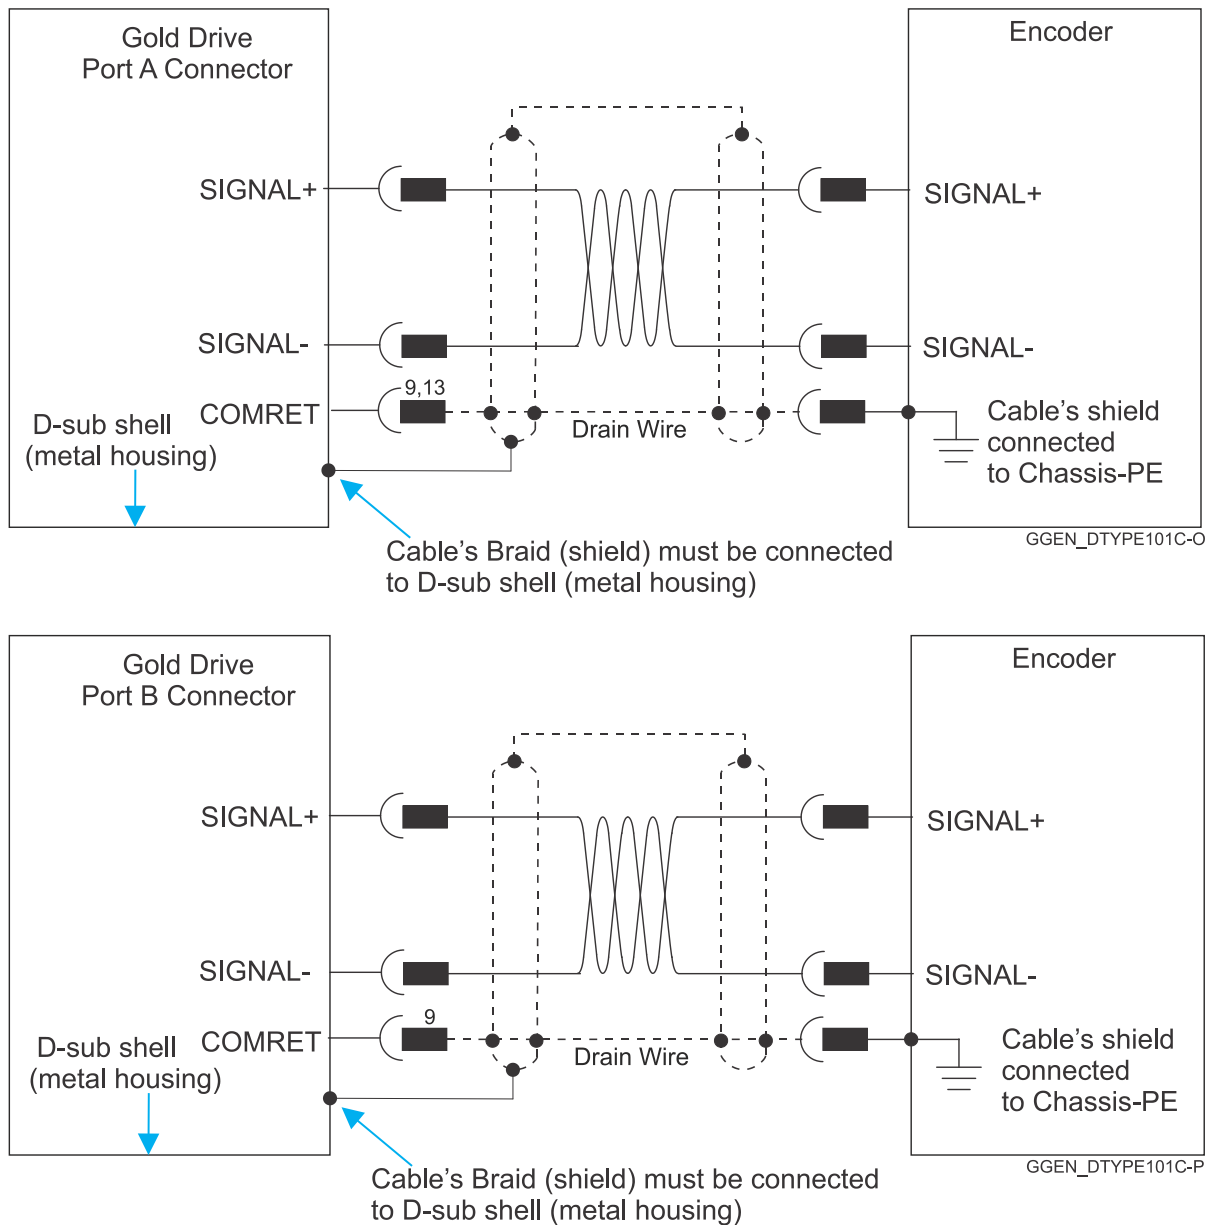 Gold Drive
Port A Connector
Encoder
SIGNAL+
SIGNAL+
SIGNAL-
SIGNAL-
9,13
COMRET
Drain Wire
D-sub shell
(metal housing)
Cable's shield
connected
to Chassis-PE
GGEN_DTYPE101C-O
Cable's Braid (shield) must be connected
to D-sub shell (metal housing)
Gold Drive
Port B Connector
Encoder
SIGNAL+
SIGNAL+
SIGNAL-
SIGNAL-
9
COMRET
Drain Wire
D-sub shell
(metal housing)
Cable's shield
connected
to Chassis-PE
GGEN_DTYPE101C-P
Cable's Braid (shield) must be connected
to D-sub shell (metal housing)